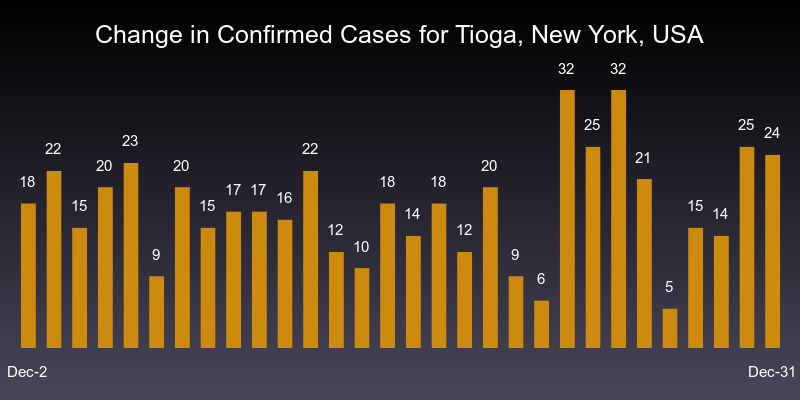 Change in Confirmed Cases for Tioga, New York, USA
18 22 15 20 23 9 20 15 17 17 16 22 12 10 18 14 18 12 20 9 6 32 25 32 21 5 15 14 25 24
Dec-2 Dec-31